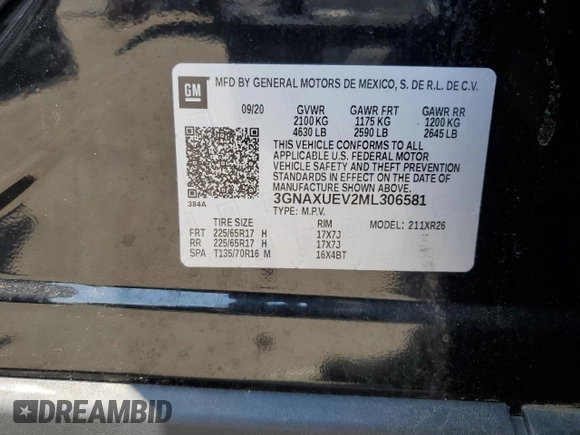 GM
MFD BY GENERAL MOTORS DE MEXICO, S. DE R.L. DE C.V.
09/20 GVWR GAWR FRT GAWR RR
2100 KG 1175 KG 1200 KG
4630 LB 2590 LB 2645 LB
THIS VEHICLE CONFORMS TO ALL
APPLICABLE U.S. FEDERAL MOTOR
VEHICLE SAFETY AND THEFT PREVENTION
STANDARDS IN EFFECT ON THE DATE OF
MANUFACTURE SHOWN ABOVE.
3GNAXUEV2ML306581
TYPE: M.P.V.
384A
TIRE SIZE RIM MODEL: 211XR26
FRT 225/65R17 H 17X7J
RR 225/65R17 H 17X7J
SPA T135/70R16 M 16X4BT
DREAMBID